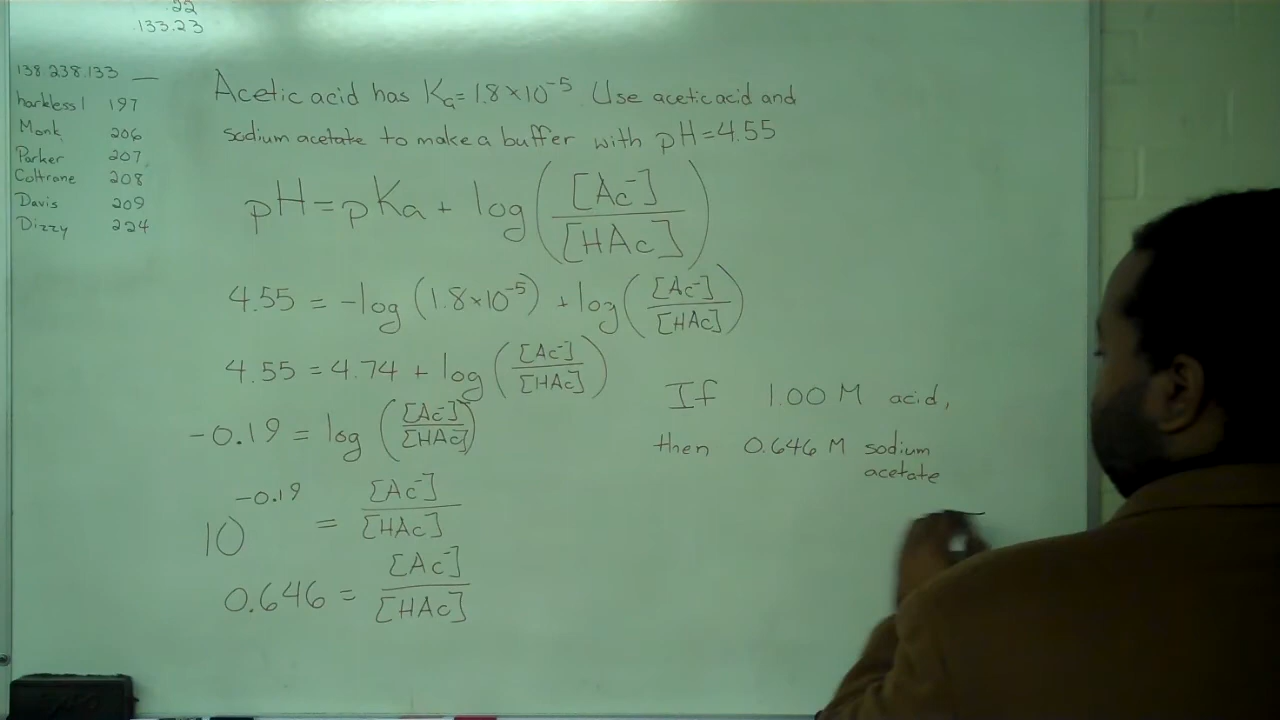 .22
133.23
138.238.133 __
harkless1 197
Monk 206
Parker 207
Coltrane 208
Davis 209
Dizzy 224
Acetic acid has Ka=1.8×10⁻⁵. Use acetic acid and
sodium acetate to make a buffer with pH=4.55
pH=pKa + log([Ac⁻]/[HAc])
4.55 = -log(1.8×10⁻⁵) + log([Ac⁻]/[HAc])
4.55 = 4.74 + log([Ac⁻]/[HAc])
-0.19 = log([Ac⁻]/[HAc])
10^-0.19 = [Ac⁻]/[HAc]
0.646 = [Ac⁻]/[HAc]
If 1.00 M acid,
then 0.646 M sodium
acetate